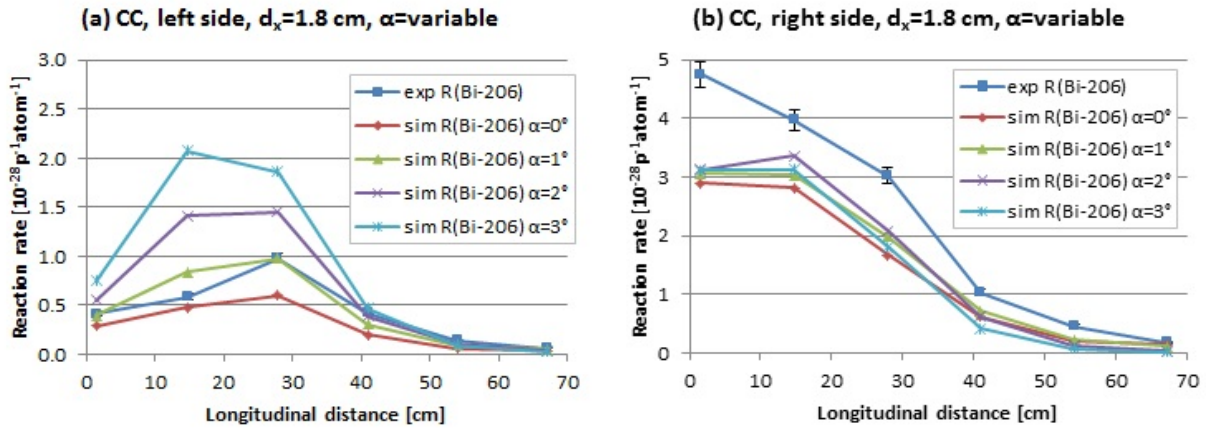 (a) CC, left side, dₓ=1.8 cm, α=variable
Reaction rate [10⁻²⁸p⁻¹atom⁻¹]
3.0
2.5
2.0
1.5
1.0
0.5
0.0
exp R(Bi-206)
sim R(Bi-206) α=0°
sim R(Bi-206) α=1°
sim R(Bi-206) α=2°
sim R(Bi-206) α=3°
0 10 20 30 40 50 60 70
Longitudinal distance [cm]
(b) CC, right side, dₓ=1.8 cm, α=variable
Reaction rate [10⁻²⁸p⁻¹atom⁻¹]
5
4
3
2
1
0
exp R(Bi-206)
sim R(Bi-206) α=0°
sim R(Bi-206) α=1°
sim R(Bi-206) α=2°
sim R(Bi-206) α=3°
0 10 20 30 40 50 60 70
Longitudinal distance [cm]